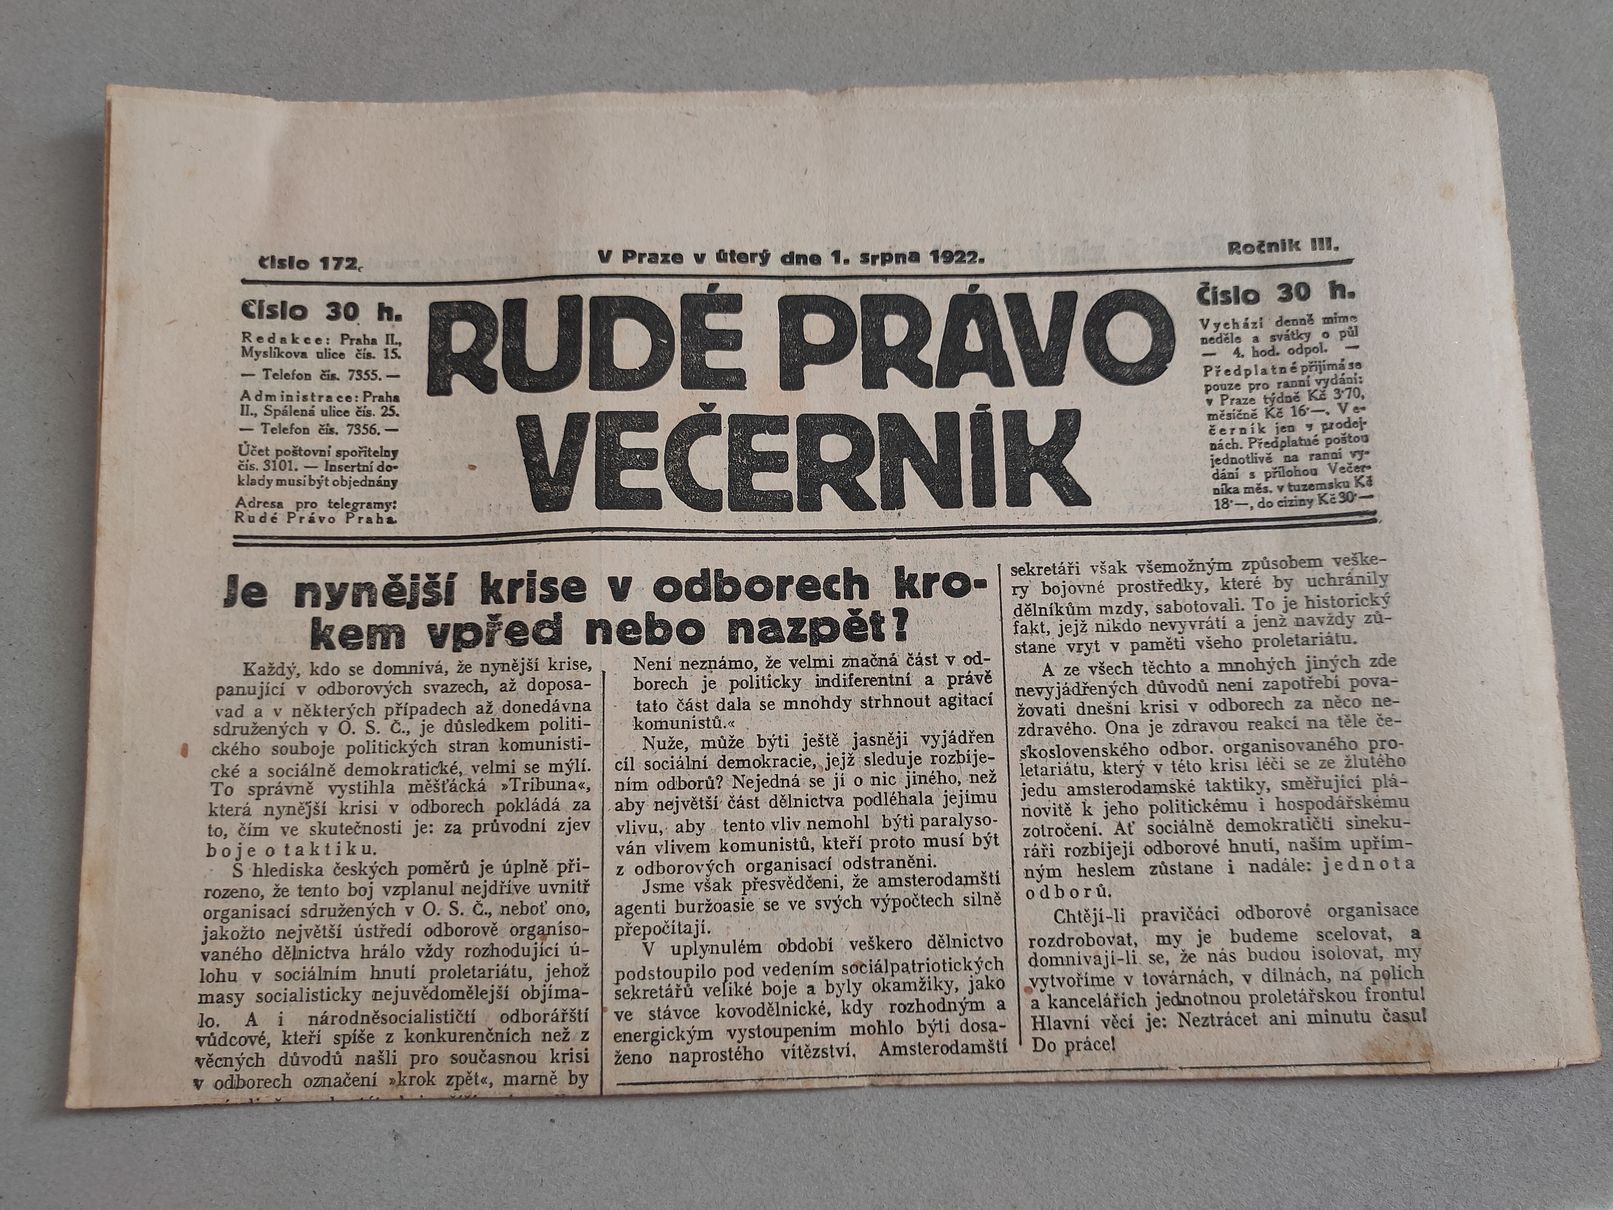 Číslo 172.
V Praze v úterý dne 1. srpna 1922.
Ročník III.
Číslo 30 h.
Redakce: Praha II.,
Myslíkova ulice čís. 15.
— Telefon čís. 7355. —
Administrace: Praha
II., Spálená ulice čís. 25.
— Telefon čís. 7356. —
Účet poštovní spořitelny
čís. 3101. — Insertní do-
klady musí být objednány
Adresa pro telegramy:
Rudé Právo Praha.
RUDÉ PRÁVO
VEČERNÍK
Číslo 30 h.
Vychází denně mimo
neděle a svátky o půl
— 4. hod. odpol. —
Předplatné přijímá se
pouze pro ranní vydání:
v Praze týdně Kč 3·70,
měsíčně Kč 16·—. Ve-
černík jen v prodej-
nách. Předplatné poštou
jednotlivě na ranní vy-
dání s přílohou Večer-
níka měs. v tuzemsku Kč
18·—, do ciziny Kč 30·—
Je nynější krise v odborech kro-
kem vpřed nebo nazpět?
Každý, kdo se domnívá, že nynější krise,
panující v odborových svazech, až doposa-
vad a v některých případech až donedávna
sdružených v O. S. Č., je důsledkem politi-
ckého souboje politických stran komunisti-
cké a sociálně demokratické, velmi se mýlí.
To správně vystihla měšťácká »Tribuna«,
která nynější krisi v odborech pokládá za
to, čím ve skutečnosti je: za průvodní zjev
boje o taktiku.
S hlediska českých poměrů je úplně při-
rozeno, že tento boj vzplanul nejdříve uvnitř
organisací sdružených v O. S. Č., neboť ono,
jakožto největší ústředí odborově organiso-
vaného dělnictva hrálo vždy rozhodující ú-
lohu v sociálním hnutí proletariátu, jehož
masy socialisticky nejuvědomělejší objíma-
lo. A i národněsocialističtí odborářští
vůdcové, kteří spíše z konkurenčních než z
věcných důvodů našli pro současnou krisi
v odborech označení »krok zpět«, marně by
Není neznámo, že velmi značná část v od-
borech je politicky indiferentní a právě
tato část dala se mnohdy strhnout agitací
komunistů.«
Nuže, může býti ještě jasněji vyjádřen
cíl sociální demokracie, jejž sleduje rozbíje-
ním odborů? Nejedná se jí o nic jiného, než
aby největší část dělnictva podléhala jejímu
vlivu, aby tento vliv nemohl býti paralyso-
ván vlivem komunistů, kteří proto musí být
z odborových organisací odstraněni.
Jsme však přesvědčeni, že amsterodamští
agenti buržoasie se ve svých výpočtech silně
přepočítají.
V uplynulém období veškero dělnictvo
podstoupilo pod vedením sociálpatriotických
sekretářů veliké boje a byly okamžiky, jako
ve stávce kovodělnické, kdy rozhodným a
energickým vystoupením mohlo býti dosa-
ženo naprostého vítězství. Amsterodamští
sekretáři však všemožným způsobem veške-
ry bojovné prostředky, které by uchránily
dělníkům mzdy, sabotovali. To je historický
fakt, jejž nikdo nevyvrátí a jenž navždy zů-
stane vryt v paměti všeho proletariátu.
A ze všech těchto a mnohých jiných zde
nevyjádřených důvodů není zapotřebí pova-
žovati dnešní krisi v odborech za něco ne-
zdravého. Ona je zdravou reakcí na těle če-
skoslovenského odbor. organisovaného pro-
letariátu, který v této krisi léčí se ze žlutého
jedu amsterodamské taktiky, směřující plá-
novitě k jeho politickému i hospodářskému
zotročení. Ať sociálně demokratičtí sineku-
ráři rozbíjejí odborové hnutí, naším upřím-
ným heslem zůstane i nadále: jednota
odborů.
Chtějí-li pravičáci odborové organisace
rozdrobovat, my je budeme scelovat, a
domnívají-li se, že nás budou isolovat, my
vytvoříme v továrnách, v dílnách, na polích
a kancelářích jednotnou proletářskou frontu!
Hlavní věcí je: Neztrácet ani minutu času!
Do práce!